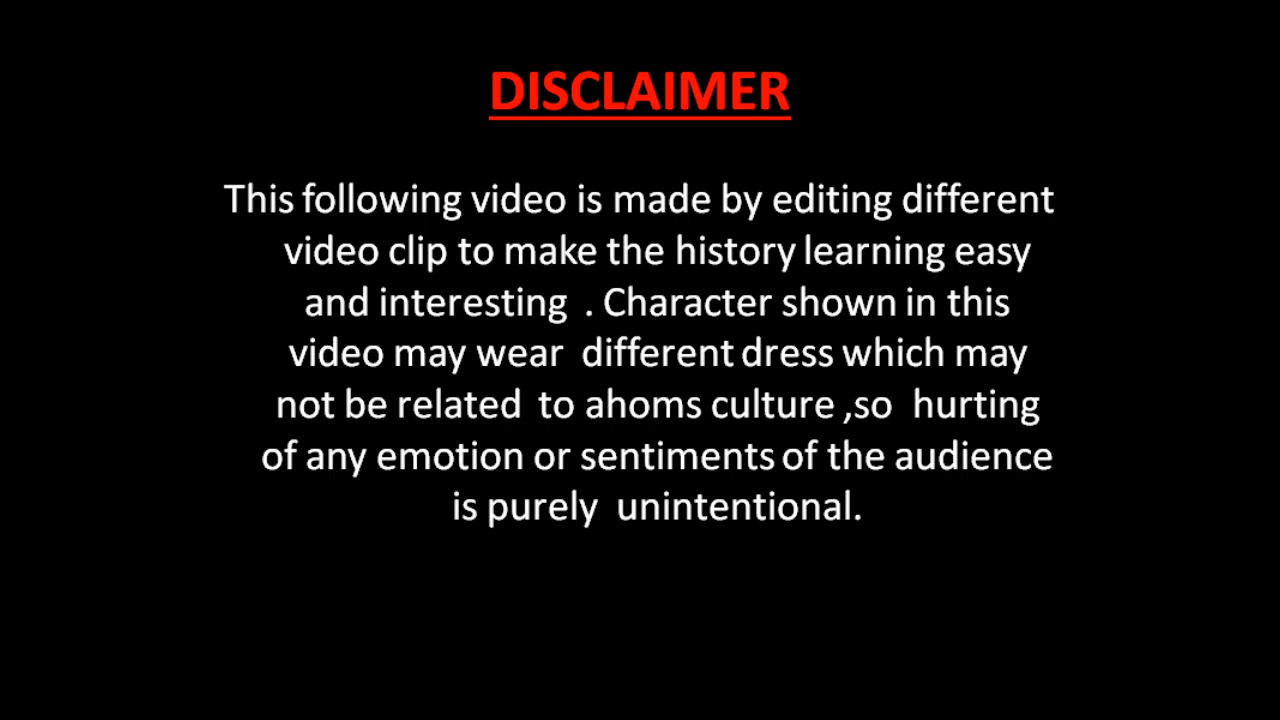 DISCLAIMER
This following video is made by editing different
video clip to make the history learning easy
and interesting  . Character shown in this
video may wear  different dress which may
not be related  to ahoms culture ,so  hurting
of any emotion or sentiments of the audience
is purely  unintentional.